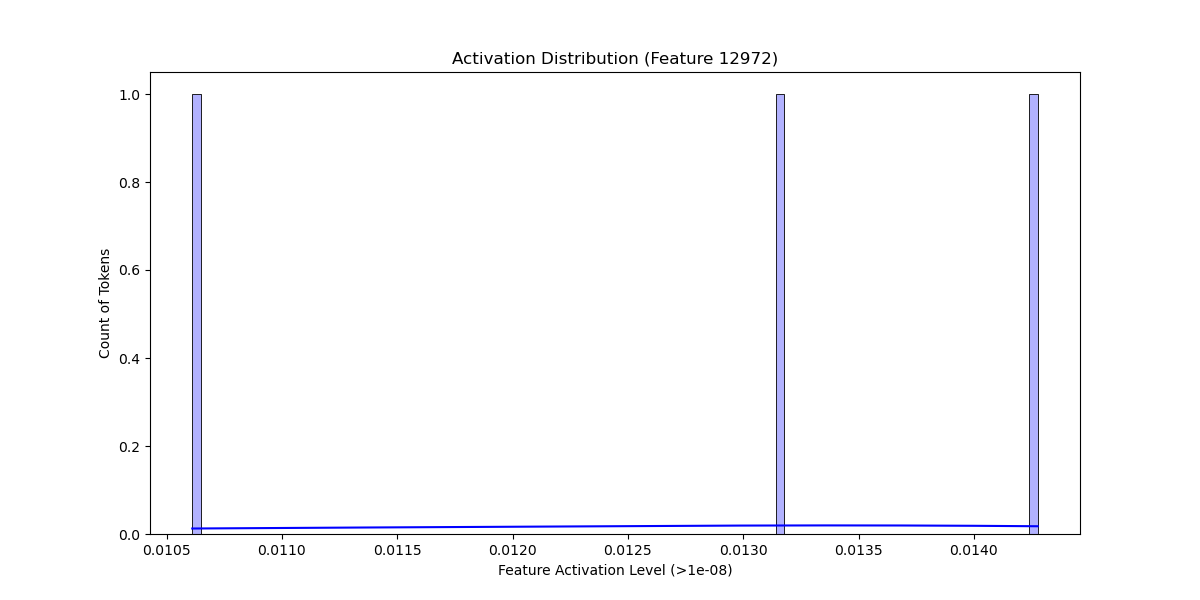 Activation Distribution (Feature 12972)
1.0
0.8
0.6
0.4
0.2
0.0
Count of Tokens
0.0105 0.0110 0.0115 0.0120 0.0125 0.0130 0.0135 0.0140
Feature Activation Level (>1e-08)